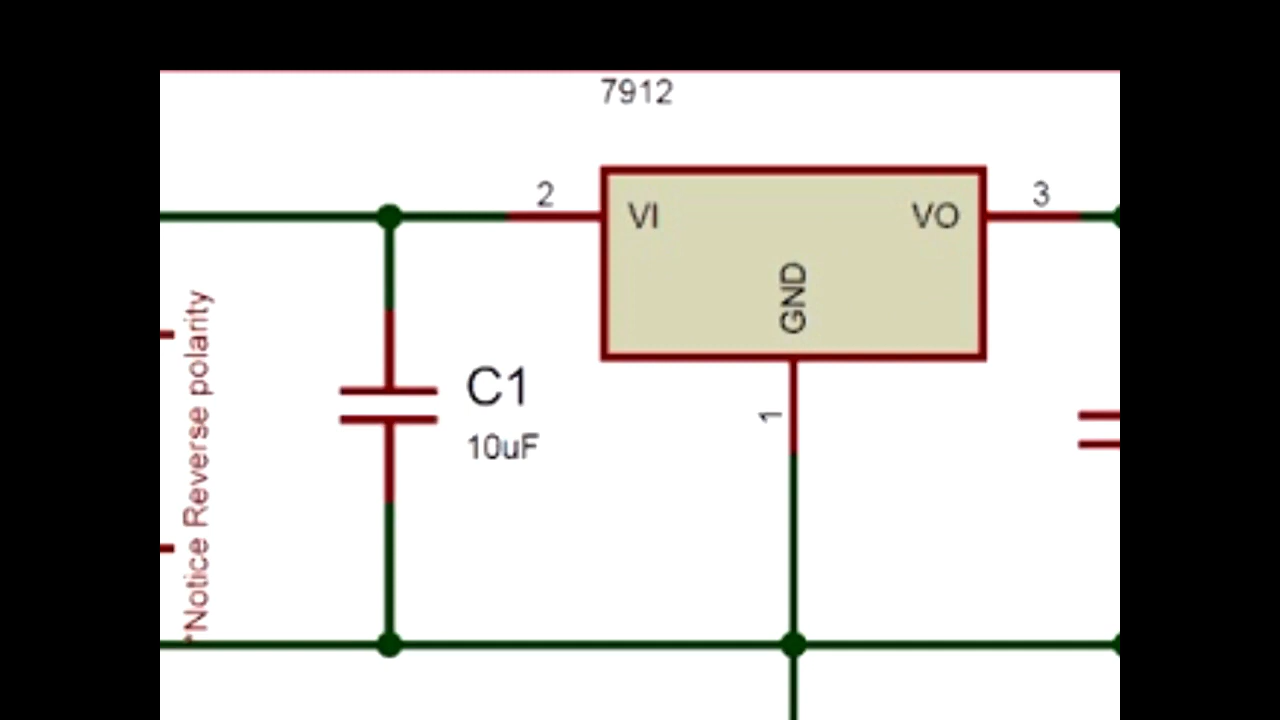 7912
2
VI
VO
3
GND
1
C1
10uF
*Notice Reverse polarity